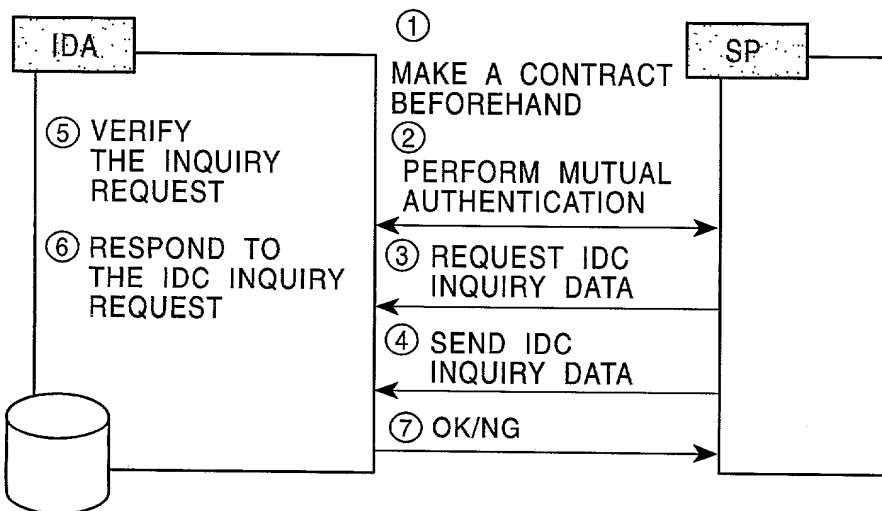 IDA
SP
①
MAKE A CONTRACT
BEFOREHAND
②
PERFORM MUTUAL
AUTHENTICATION
③ REQUEST IDC
INQUIRY DATA
④ SEND IDC
INQUIRY DATA
⑤ VERIFY
THE INQUIRY
REQUEST
⑥ RESPOND TO
THE IDC INQUIRY
REQUEST
⑦ OK/NG